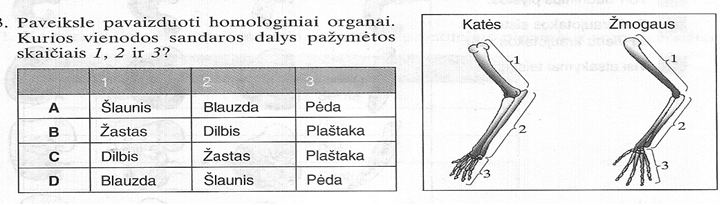 3. Paveiksle pavaizduoti homologiniai organai.
Kurios vienodos sandaros dalys pažymėtos
skaičiais 1, 2 ir 3?
1 2 3
A Šlaunis Blauzda Pėda
B Žastas Dilbis Plaštaka
C Dilbis Žastas Plaštaka
D Blauzda Šlaunis Pėda
Katės Žmogaus
1 1
2 2
3 3